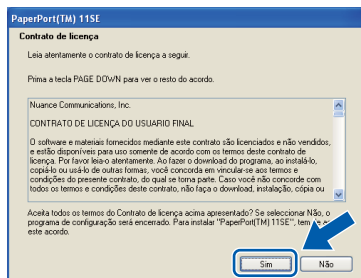 PaperPort(TM) 11SE
Contrato de licença
Leia atentamente o contrato de licença a seguir.
Prima a tecla PAGE DOWN para ver o resto do acordo.
Nuance Communications, Inc.
CONTRATO DE LICENÇA DO USUARIO FINAL
O software e materiais fornecidos mediante este contrato são licenciados e não vendidos,
e estão disponíveis para uso somente de acordo com os termos deste contrato de
licença. Por favor leia-o atentamente. Ao fazer o download do programa, ao instalá-lo,
copiá-lo ou usá-lo de outras formas, você concorda em vincular-se aos termos e
condições do presente contrato, do qual se torna parte. Caso você não concorde com
todos os termos e condições deste contrato, não faça o download, instalação, cópia ou
Aceita todos os termos do Contrato de licença acima apresentado? Se seleccionar Não, o
programa de configuração será encerrado. Para instalar "PaperPort(TM) 11SE", tem de
este acordo.
Sim
Não